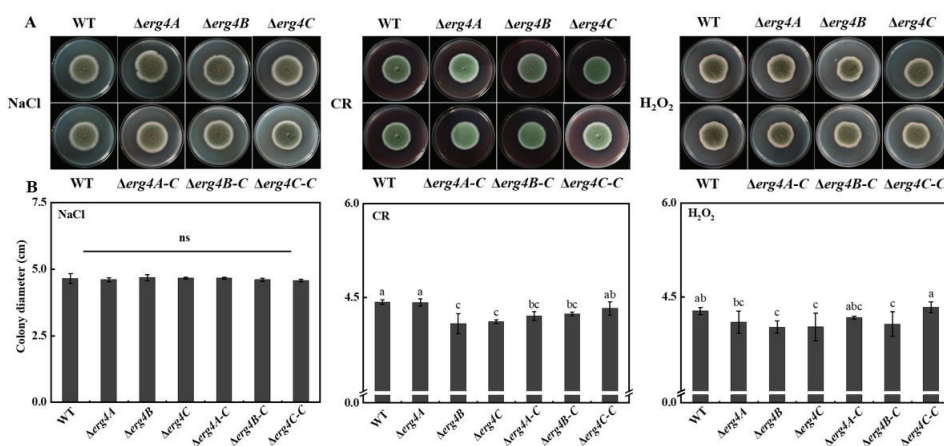 A WT Δerg4A Δerg4B Δerg4C WT Δerg4A Δerg4B Δerg4C WT Δerg4A Δerg4B Δerg4C
NaCl CR H₂O₂
WT Δerg4A-C Δerg4B-C Δerg4C-C WT Δerg4A-C Δerg4B-C Δerg4C-C WT Δerg4A-C Δerg4B-C Δerg4C-C
B
Colony diameter (cm)
7.5
5.0
2.5
0.0
NaCl
ns
WT Δerg4A Δerg4B Δerg4C Δerg4A-C Δerg4B-C Δerg4C-C
6.0
4.5
0.0
CR
a a c c bc bc ab
WT Δerg4A Δerg4B Δerg4C Δerg4A-C Δerg4B-C Δerg4C-C
6.0
4.5
0.0
H₂O₂
ab bc c c abc c a
WT Δerg4A Δerg4B Δerg4C Δerg4A-C Δerg4B-C Δerg4C-C